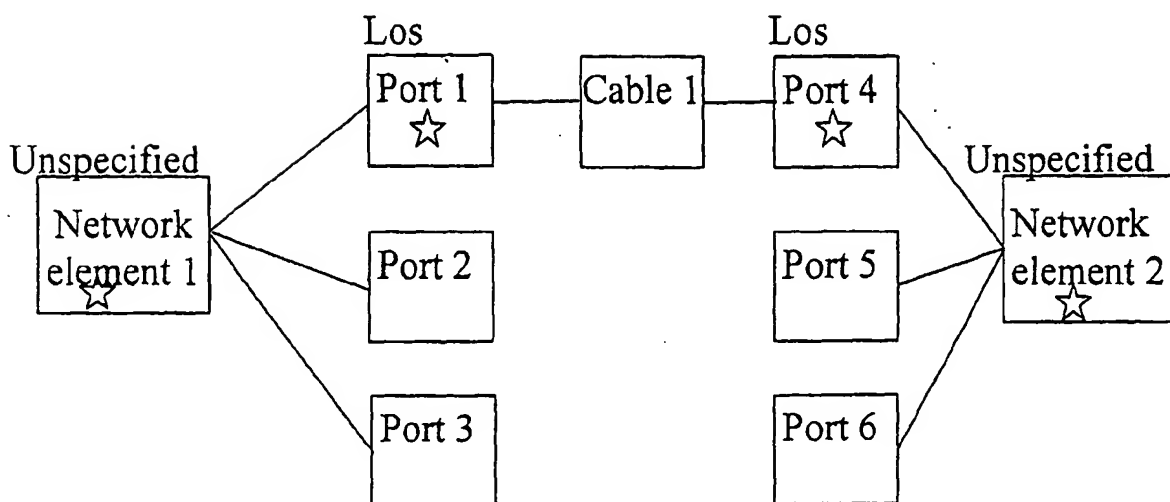 Los
Los
Port 1
Cable 1
Port 4
Unspecified
Unspecified
Network
element 1
Network
element 2
Port 2
Port 5
Port 3
Port 6